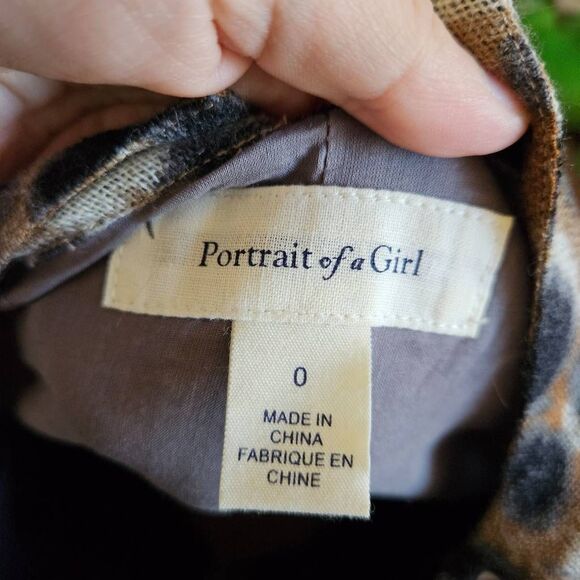 Portrait of a Girl
0
MADE IN
CHINA
FABRIQUE EN
CHINE